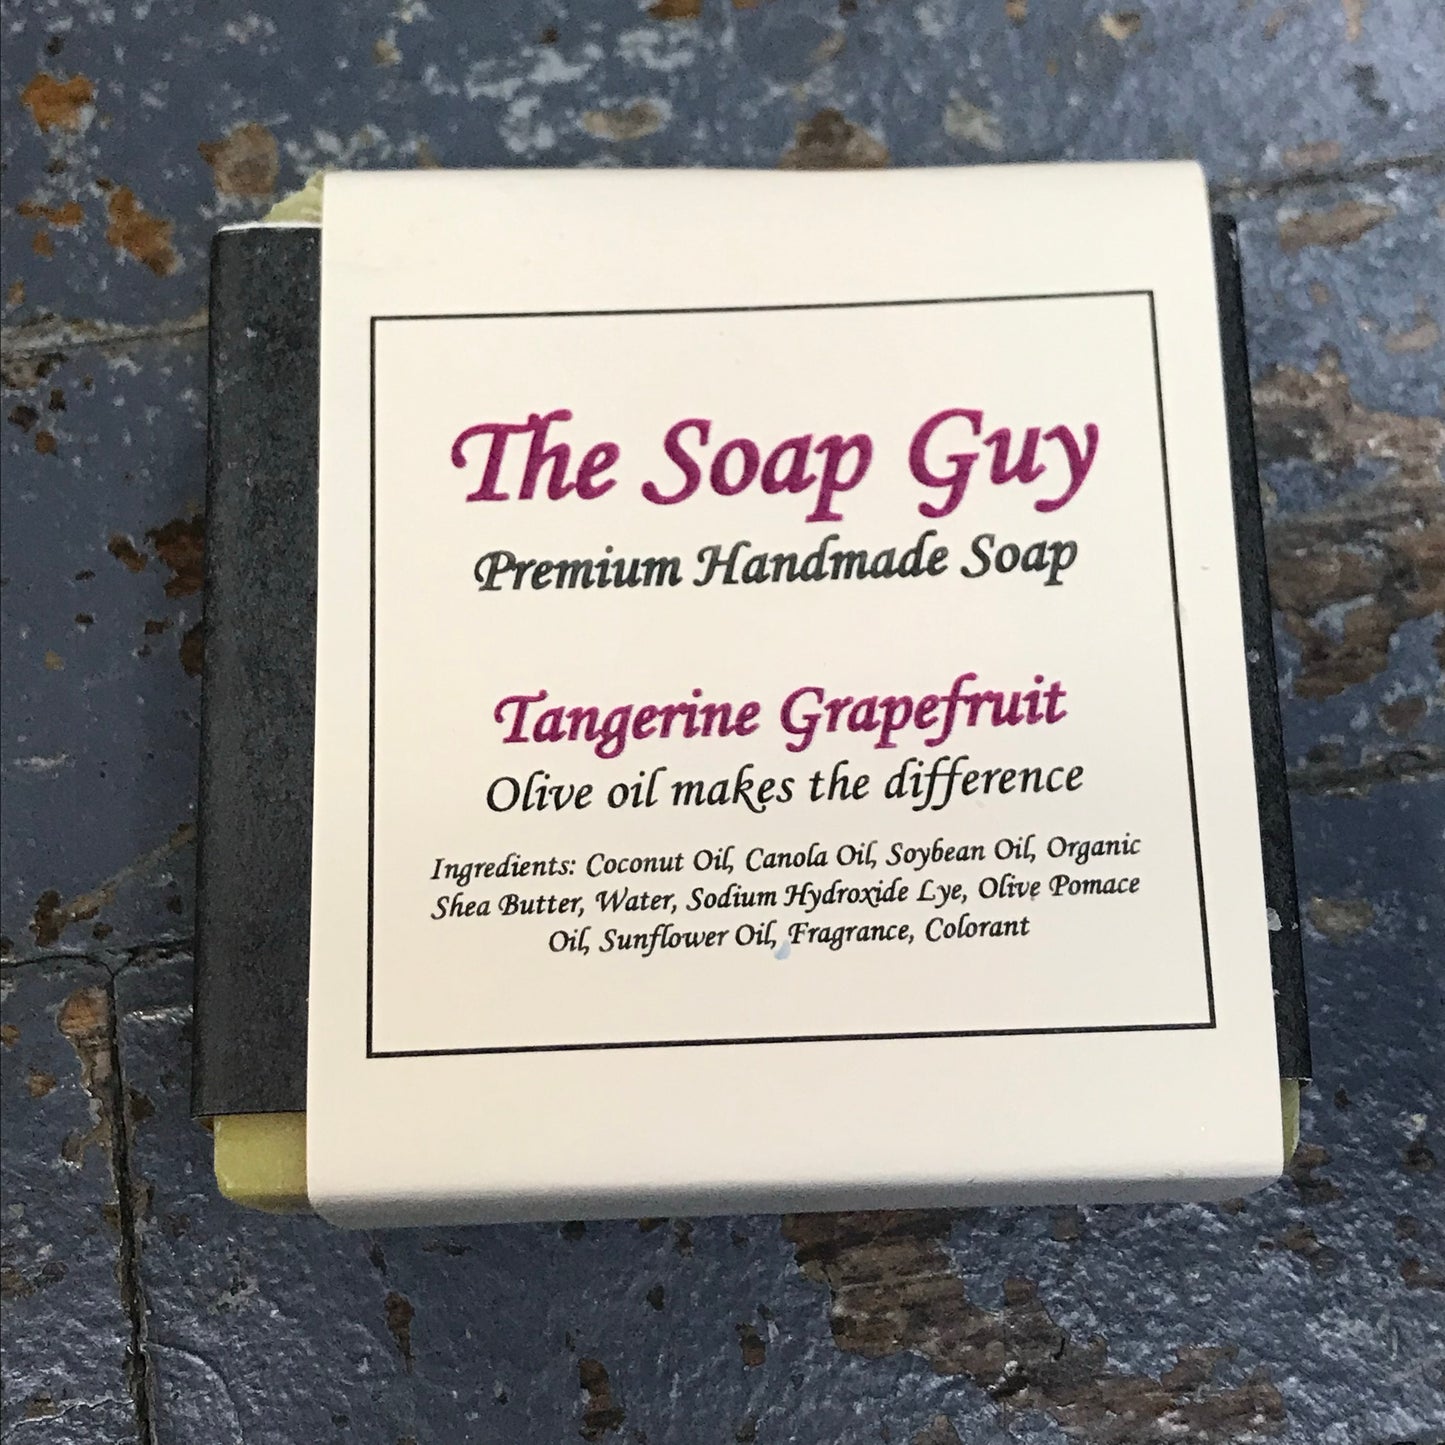 The Soap Guy
Premium Handmade Soap
Tangerine Grapefruit
Olive oil makes the difference
Ingredients: Coconut Oil, Canola Oil, Soybean Oil, Organic
Shea Butter, Water, Sodium Hydroxide Lye, Olive Pomace
Oil, Sunflower Oil, Fragrance, Colorant